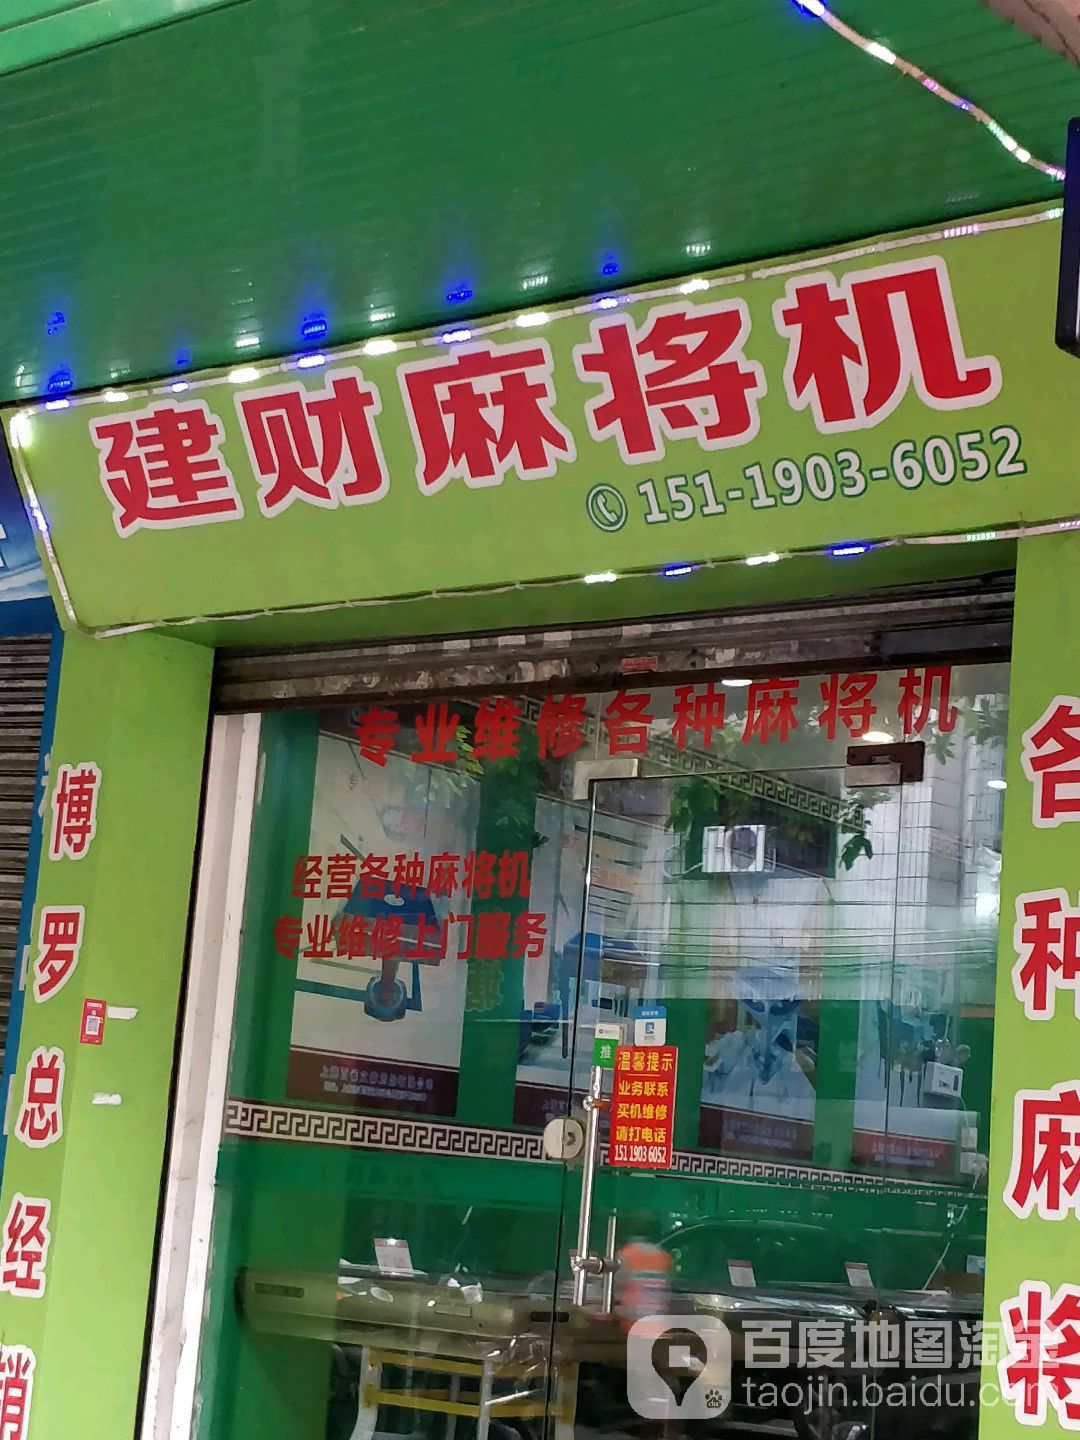 建财麻将机
151-1903-6052
专业维修各种麻将机
经营各种麻将机
专业维修上门服务
博罗总经销
各种麻将
推
温馨提示
业务联系
买机维修
请打电话
151 1903 6052
百度地图淘金
taojin.baidu.com